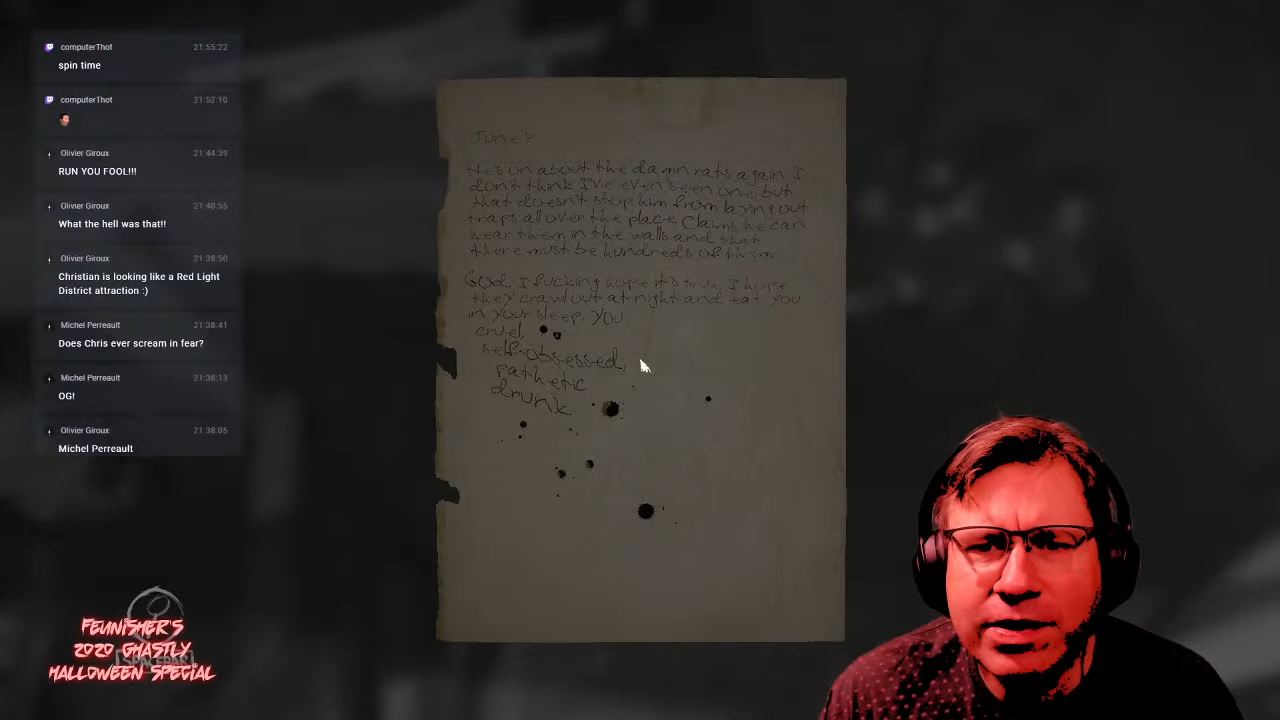 computerThot 21:55:22
spin time
computerThot 21:52:10
Olivier Giroux 21:44:39
RUN YOU FOOL!!!
Olivier Giroux 21:40:55
What the hell was that!!
Olivier Giroux 21:38:50
Christian is looking like a Red Light
District attraction :)
Michel Perreault 21:38:41
Does Chris ever scream in fear?
Michel Perreault 21:38:13
OG!
Olivier Giroux 21:38:05
Michel Perreault
June
He's on about the damn rats again I
don't think I've even seen one, but
that doesn't stop him from laying out
traps all over the place Claims he can
hear them in the walls and that
there must be hundreds of them
God I fucking hope it's true, I hope
they crawl out at night and eat you
in your sleep. You
cruel,
self-obsessed,
pathetic
drunk
FEUNISHER'S
2020 GHASTLY
HALLOWEEN SPECIAL